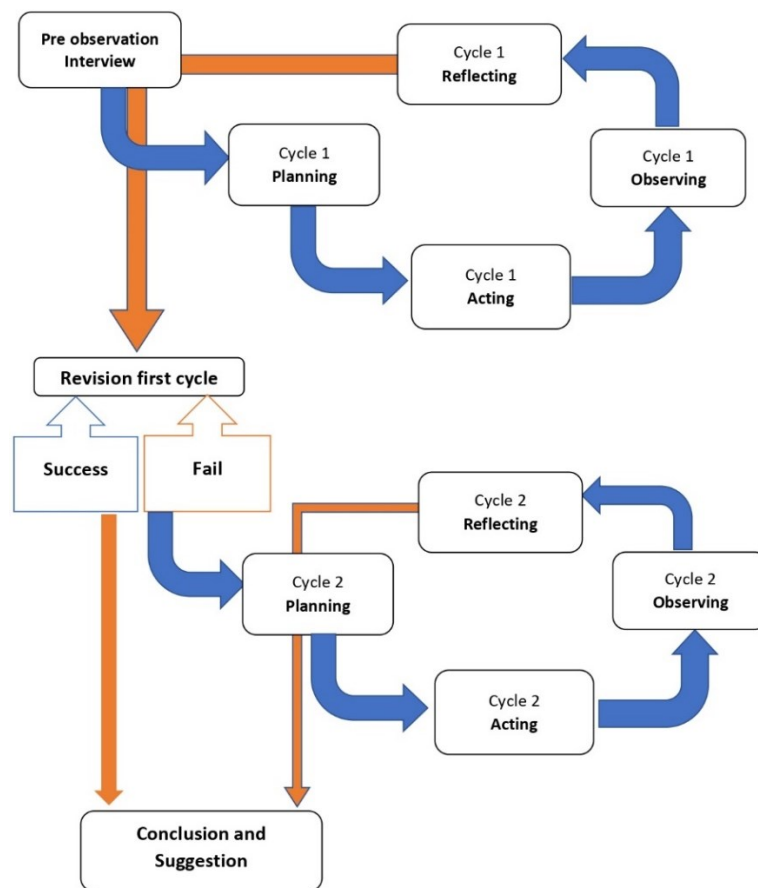 Pre observation
Interview
Cycle 1
Reflecting
Cycle 1
Planning
Cycle 1
Observing
Cycle 1
Acting
Revision first cycle
Success
Fail
Cycle 2
Reflecting
Cycle 2
Planning
Cycle 2
Observing
Cycle 2
Acting
Conclusion and
Suggestion